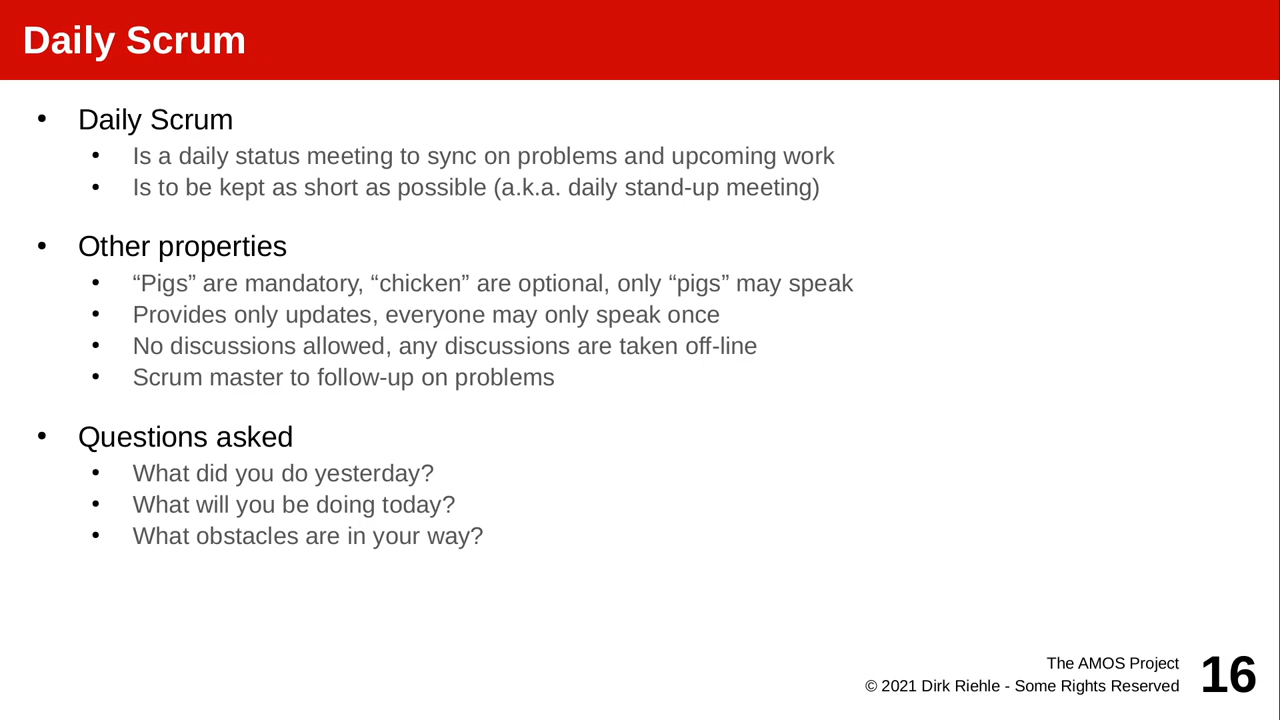 Daily Scrum
• Daily Scrum
• Is a daily status meeting to sync on problems and upcoming work
• Is to be kept as short as possible (a.k.a. daily stand-up meeting)
• Other properties
• “Pigs” are mandatory, “chicken” are optional, only “pigs” may speak
• Provides only updates, everyone may only speak once
• No discussions allowed, any discussions are taken off-line
• Scrum master to follow-up on problems
• Questions asked
• What did you do yesterday?
• What will you be doing today?
• What obstacles are in your way?
The AMOS Project
© 2021 Dirk Riehle - Some Rights Reserved
16